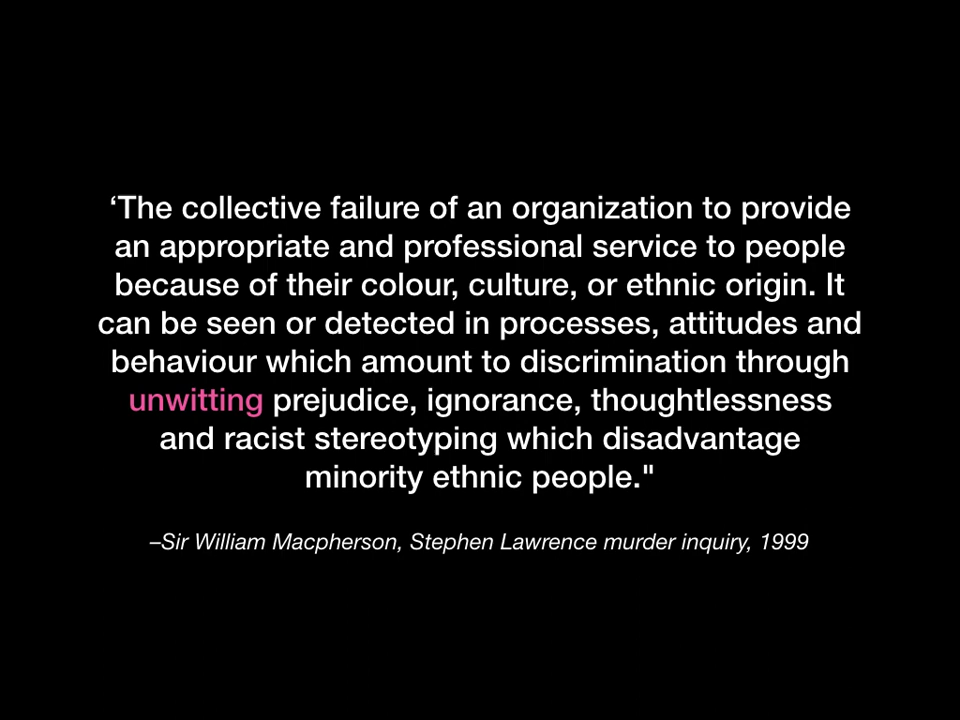 ‘The collective failure of an organization to provide
an appropriate and professional service to people
because of their colour, culture, or ethnic origin. It
can be seen or detected in processes, attitudes and
behaviour which amount to discrimination through
unwitting prejudice, ignorance, thoughtlessness
and racist stereotyping which disadvantage
minority ethnic people."
–Sir William Macpherson, Stephen Lawrence murder inquiry, 1999